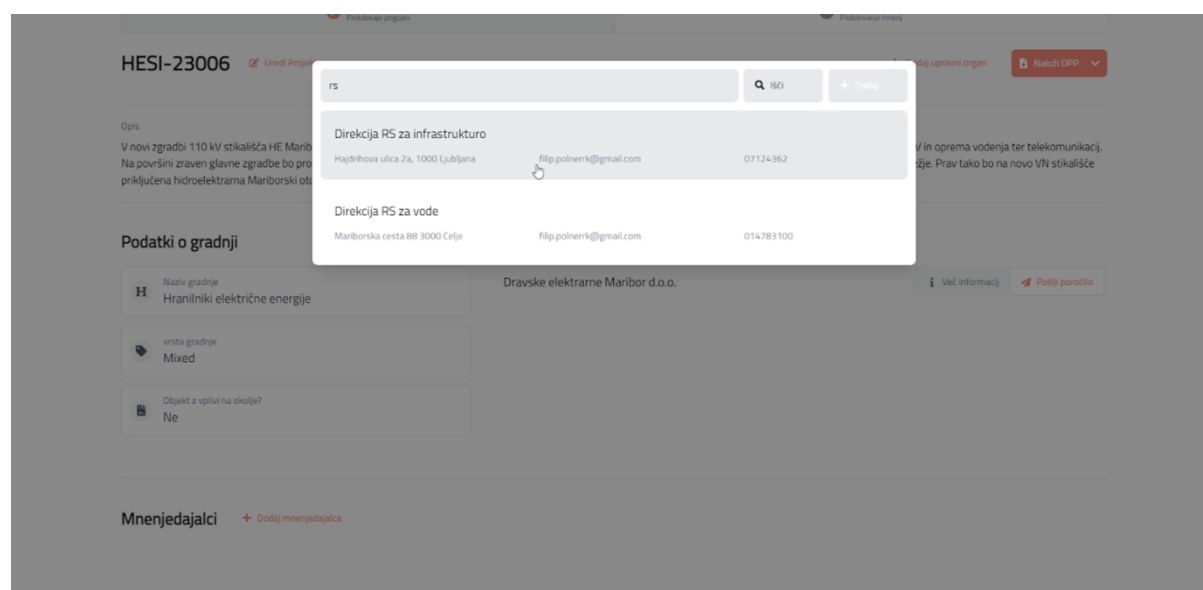 Pridobivaje pogojev
Pridobivanje mnenj
HESI-23006 Uredi Projek
daj upravni organ Naloži DPP
rs Išči + Dodaj
Direkcija RS za infrastrukturo
Hajdrihova ulica 2a, 1000 Ljubljana filip.polnerrk@gmail.com 07124362
Direkcija RS za vode
Mariborska cesta 88 3000 Celje filip.polnerrk@gmail.com 014783100
Opis
V novi zgradbi 110 kV stikališča HE Marib V in oprema vodenja ter telekomunikacij.
Na površini zraven glavne zgradbe bo pro žje. Prav tako bo na novo VN stikališče
priključena hidroelektrarna Mariborski oto
Podatki o gradnji
Naziv gradnje
Hranilniki električne energije
Dravske elektrarne Maribor d.o.o. Več informacij Pošlji poročilo
vrsta gradnje
Mixed
Objekt z vplivi na okolje?
Ne
Mnenjedajalci + Dodaj mnenjedajalca